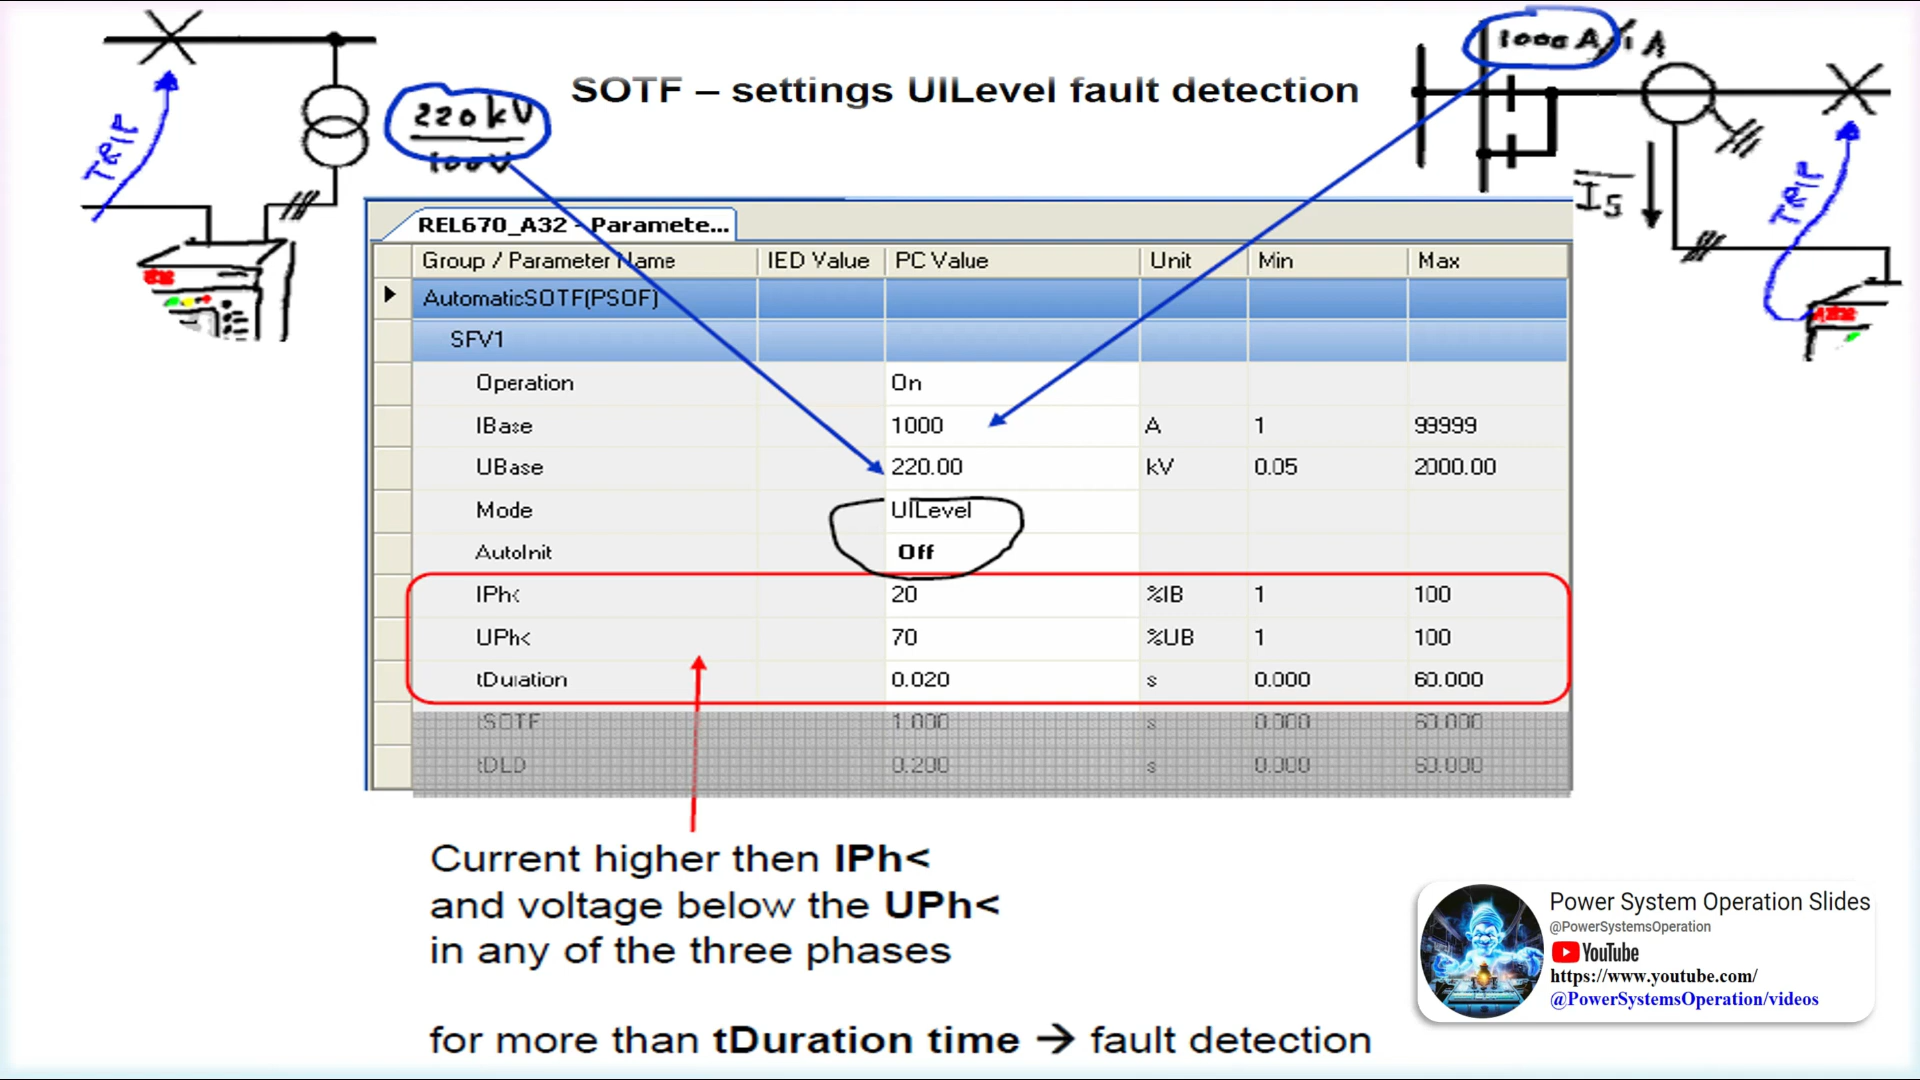 1000 A/1 A
SOTF – settings UILevel fault detection
220 kV
100V
TRIP
TRIP
IS
REL670_A32 - Paramete...
Group / Parameter Name IED Value PC Value Unit Min Max
AutomaticSOTF(PSOF)
SFV1
Operation On
IBase 1000 A 1 99999
UBase 220.00 kV 0.05 2000.00
Mode UILevel
AutoInit Off
IPh< 20 %IB 1 100
UPh< 70 %UB 1 100
tDuration 0.020 s 0.000 60.000
tSOTF 1.000 s 0.000 60.000
tDLD 0.200 s 0.000 60.000
Current higher then IPh<
and voltage below the UPh<
in any of the three phases
for more than tDuration time → fault detection
Power System Operation Slides
@PowerSystemsOperation
YouTube
https://www.youtube.com/
@PowerSystemsOperation/videos